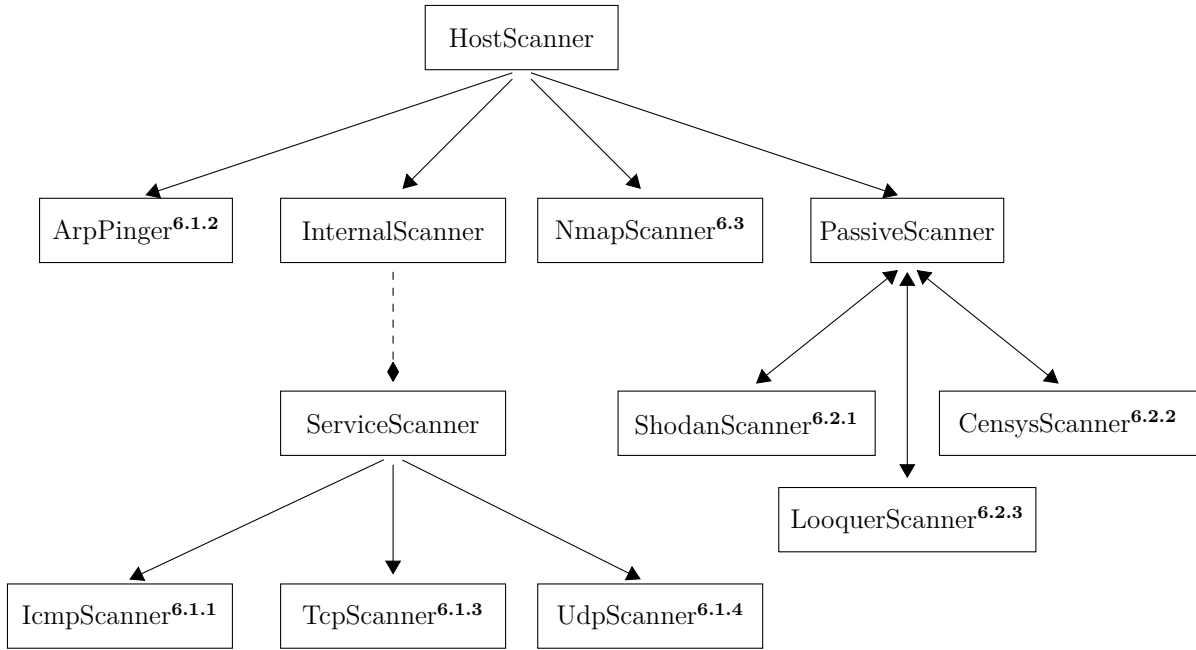 HostScanner
ArpPinger6.1.2
InternalScanner
NmapScanner6.3
PassiveScanner
ServiceScanner
ShodanScanner6.2.1
CensysScanner6.2.2
LooquerScanner6.2.3
IcmpScanner6.1.1
TcpScanner6.1.3
UdpScanner6.1.4